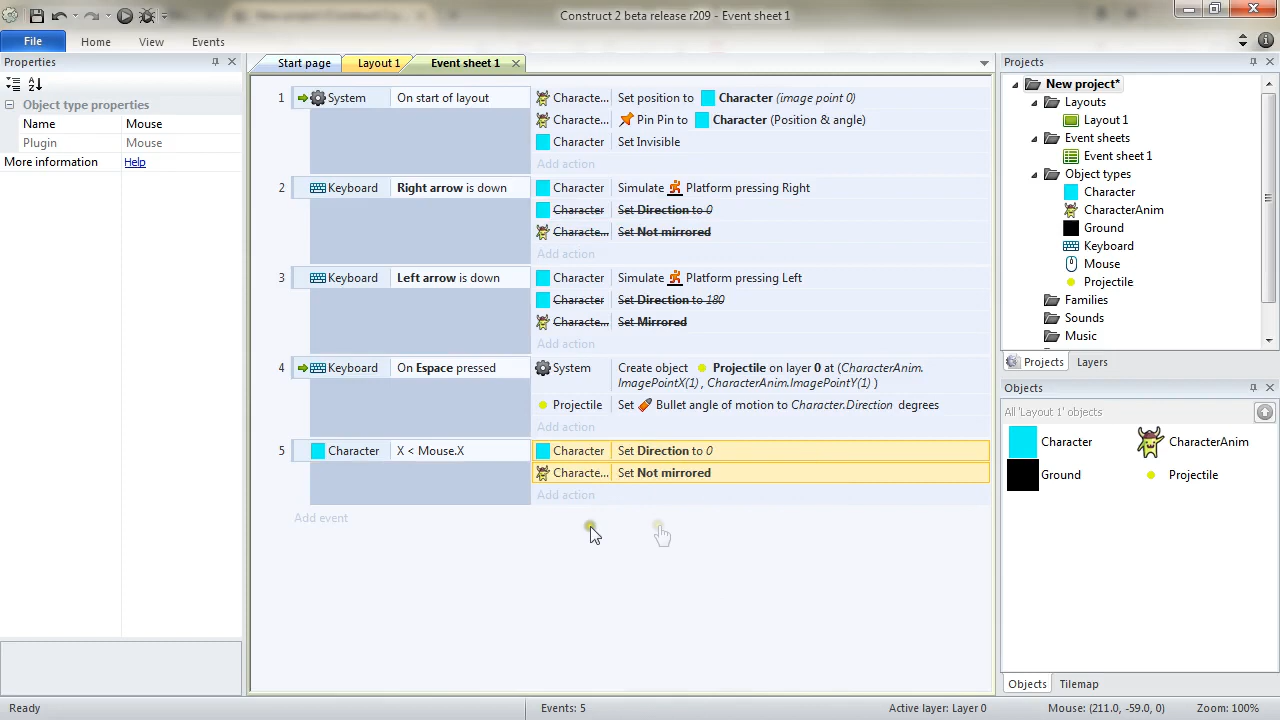 Construct 2 beta release r209 - Event sheet 1
File Home View Events
Properties
Object type properties
Name Mouse
Plugin Mouse
More information Help
Start page Layout 1 Event sheet 1
1 System On start of layout
Characte... Set position to Character (image point 0)
Characte... Pin Pin to Character (Position & angle)
Character Set Invisible
Add action
2 Keyboard Right arrow is down
Character Simulate Platform pressing Right
Character Set Direction to 0
Characte... Set Not mirrored
Add action
3 Keyboard Left arrow is down
Character Simulate Platform pressing Left
Character Set Direction to 180
Characte... Set Mirrored
Add action
4 Keyboard On Espace pressed
System Create object Projectile on layer 0 at (CharacterAnim.
ImagePointX(1) , CharacterAnim.ImagePointY(1) )
Projectile Set Bullet angle of motion to Character.Direction degrees
Add action
5 Character X < Mouse.X
Character Set Direction to 0
Characte... Set Not mirrored
Add action
Add event
Projects
New project*
Layouts
Layout 1
Event sheets
Event sheet 1
Object types
Character
CharacterAnim
Ground
Keyboard
Mouse
Projectile
Families
Sounds
Music
Projects Layers
Objects
All 'Layout 1' objects
Character CharacterAnim
Ground Projectile
Objects Tilemap
Ready Events: 5 Active layer: Layer 0 Mouse: (211.0, -59.0, 0) Zoom: 100%